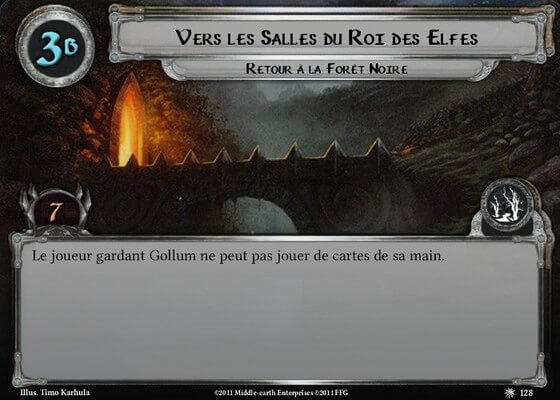 3B
VERS LES SALLES DU ROI DES ELFES
RETOUR À LA FORÊT NOIRE
7
Le joueur gardant Gollum ne peut pas jouer de cartes de sa main.
Illus. Timo Karhula
©2011 Middle-earth Enterprises ©2011 FFG
128